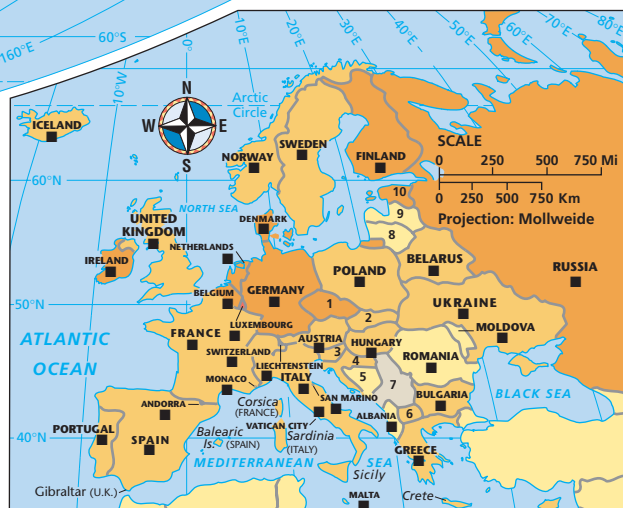 160°E
60°S
10°W
0°
10°E
20°E
30°E
40°E
50°E
60°E
70°E
80°E
N
W E
S
Arctic
Circle
ICELAND
NORWAY
SWEDEN
FINLAND
SCALE
0 250 500 750 Mi
0 250 500 750 Km
Projection: Mollweide
60°N
NORTH SEA
DENMARK
10
9
8
UNITED
KINGDOM
NETHERLANDS
IRELAND
BELGIUM
GERMANY
POLAND
BELARUS
RUSSIA
50°N
1
2
UKRAINE
LUXEMBOURG
MOLDOVA
ATLANTIC
OCEAN
FRANCE
AUSTRIA
HUNGARY
SWITZERLAND
3
4
ROMANIA
LIECHTENSTEIN
MONACO
ITALY
5
7
BLACK SEA
ANDORRA
Corsica
(FRANCE)
SAN MARINO
BULGARIA
6
ALBANIA
VATICAN CITY
40°N
PORTUGAL
SPAIN
Balearic
Is. (SPAIN)
Sardinia
(ITALY)
GREECE
MEDITERRANEAN SEA
Sicily
Gibraltar (U.K.)
MALTA
Crete